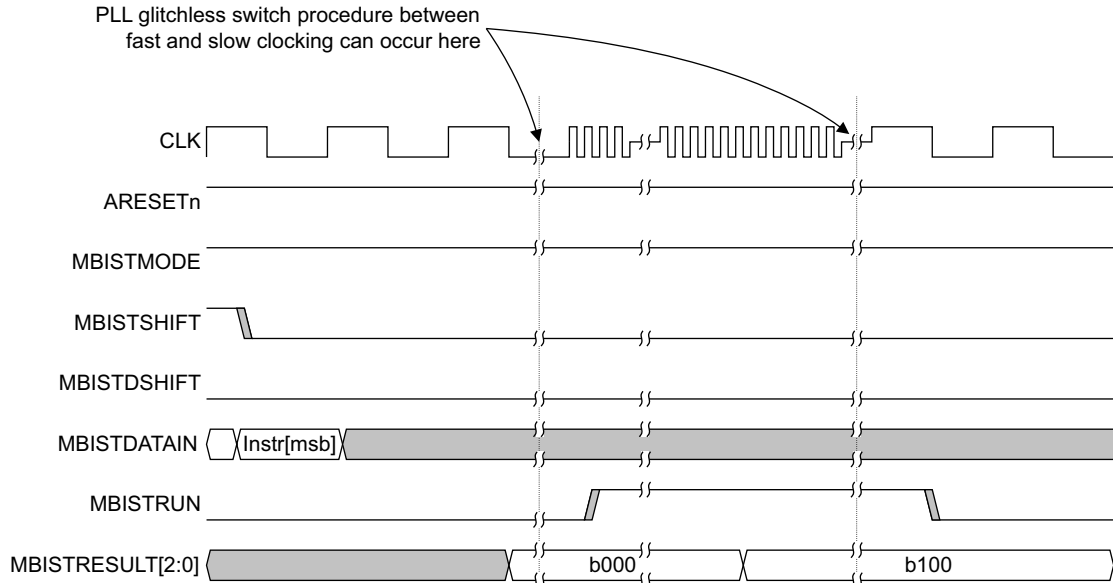 PLL glitchless switch procedure between
fast and slow clocking can occur here
CLK
ARESETn
MBISTMODE
MBISTSHIFT
MBISTDSHIFT
MBISTDATAIN Instr[msb]
MBISTRUN
MBISTRESULT[2:0] b000 b100